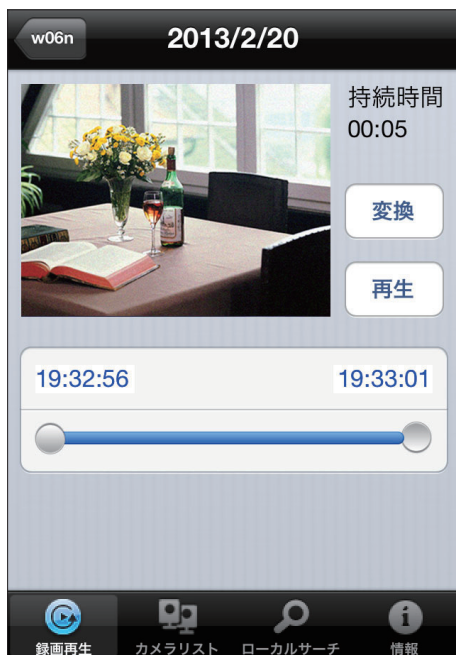 w06n
2013/2/20
持続時間
00:05
変換
再生
19:32:56
19:33:01
録画再生
カメラリスト
ローカルサーチ
情報